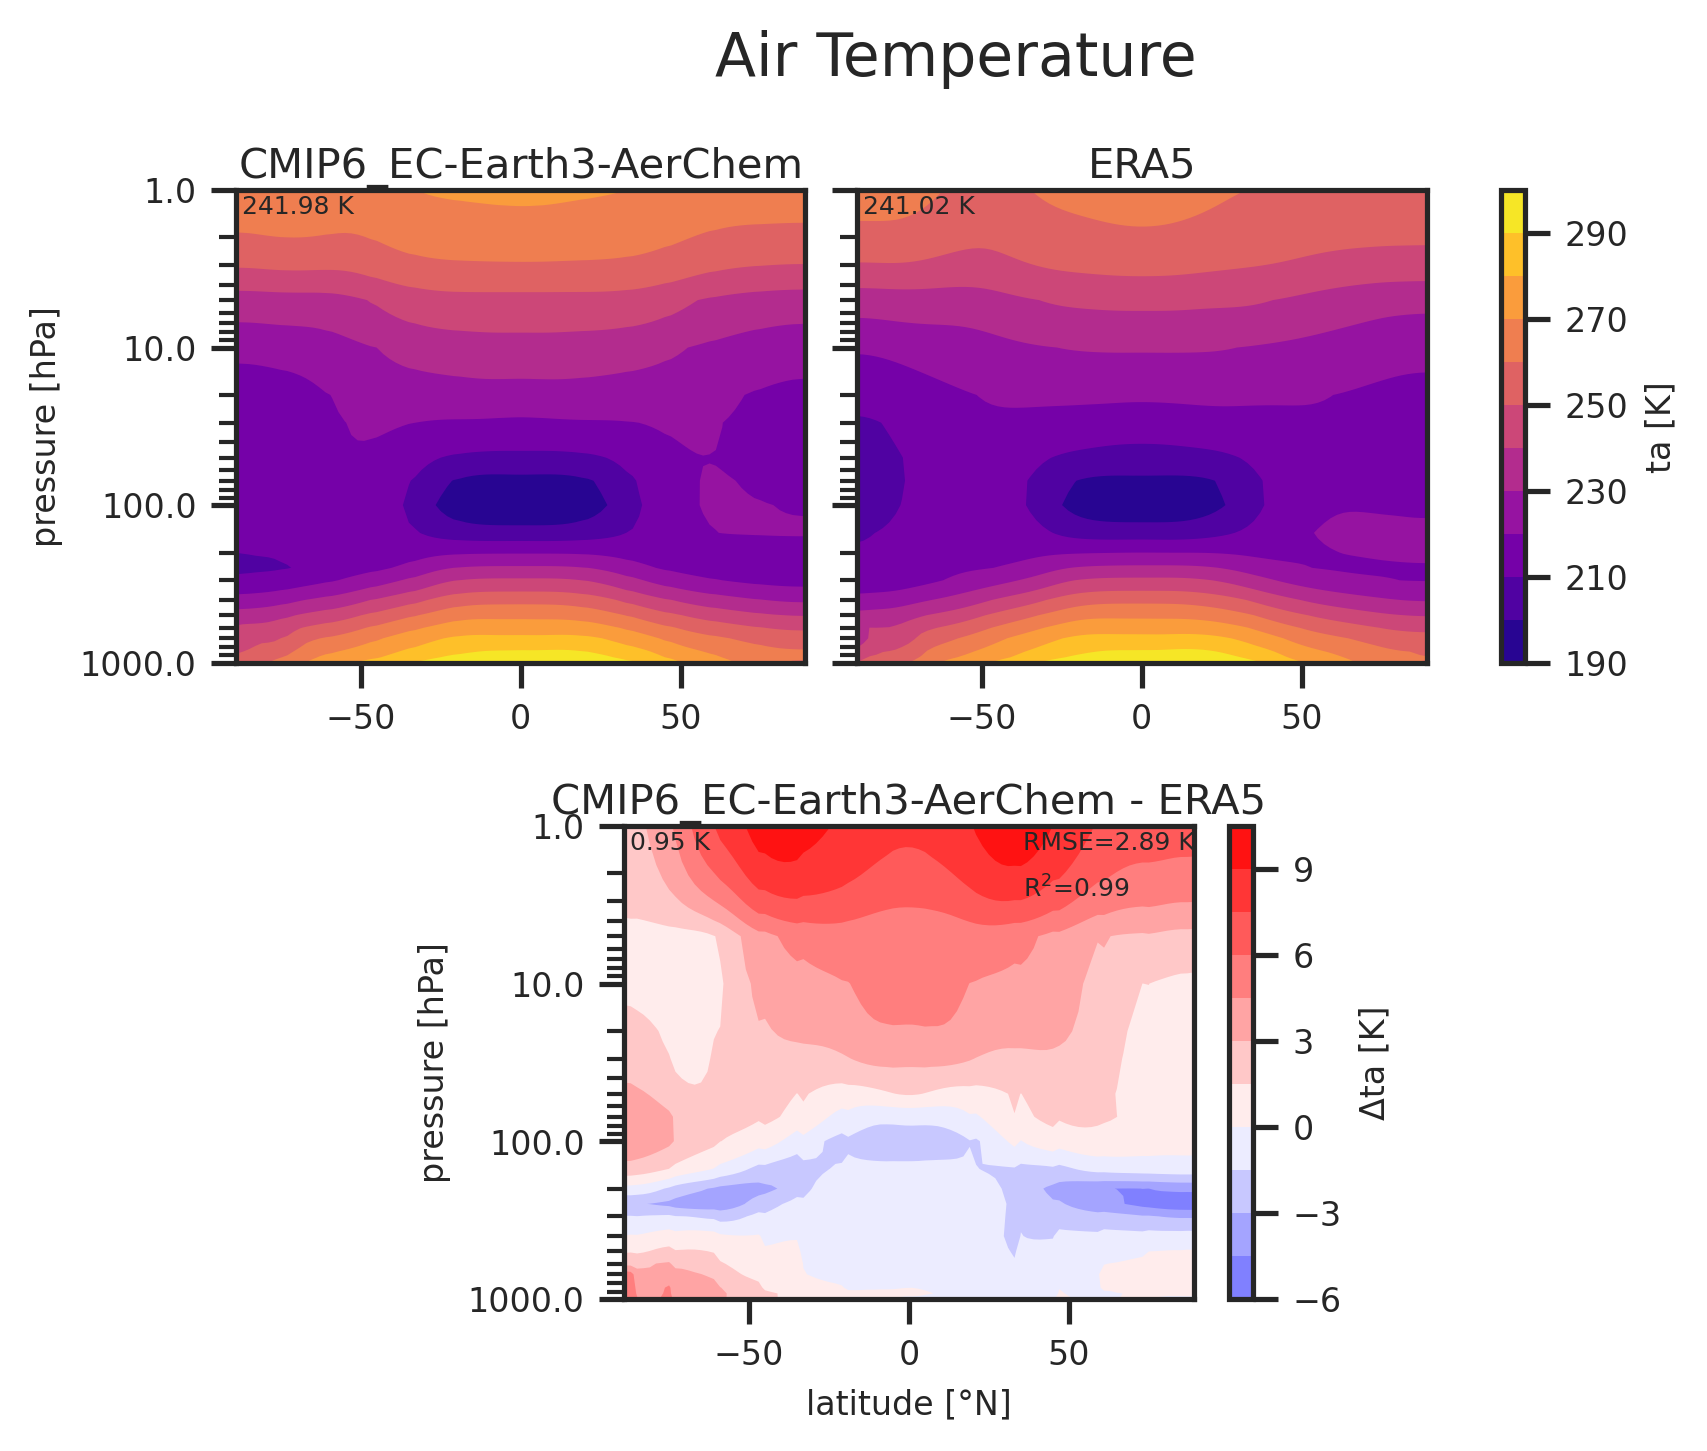 Air Temperature
CMIP6_EC-Earth3-AerChem
ERA5
241.98 K
241.02 K
1.0
10.0
100.0
1000.0
pressure [hPa]
−50
0
50
−50
0
50
290
270
250
230
210
190
ta [K]
CMIP6_EC-Earth3-AerChem - ERA5
0.95 K
RMSE=2.89 K
R²=0.99
1.0
10.0
100.0
1000.0
pressure [hPa]
−50
0
50
latitude [°N]
9
6
3
0
−3
−6
Δta [K]